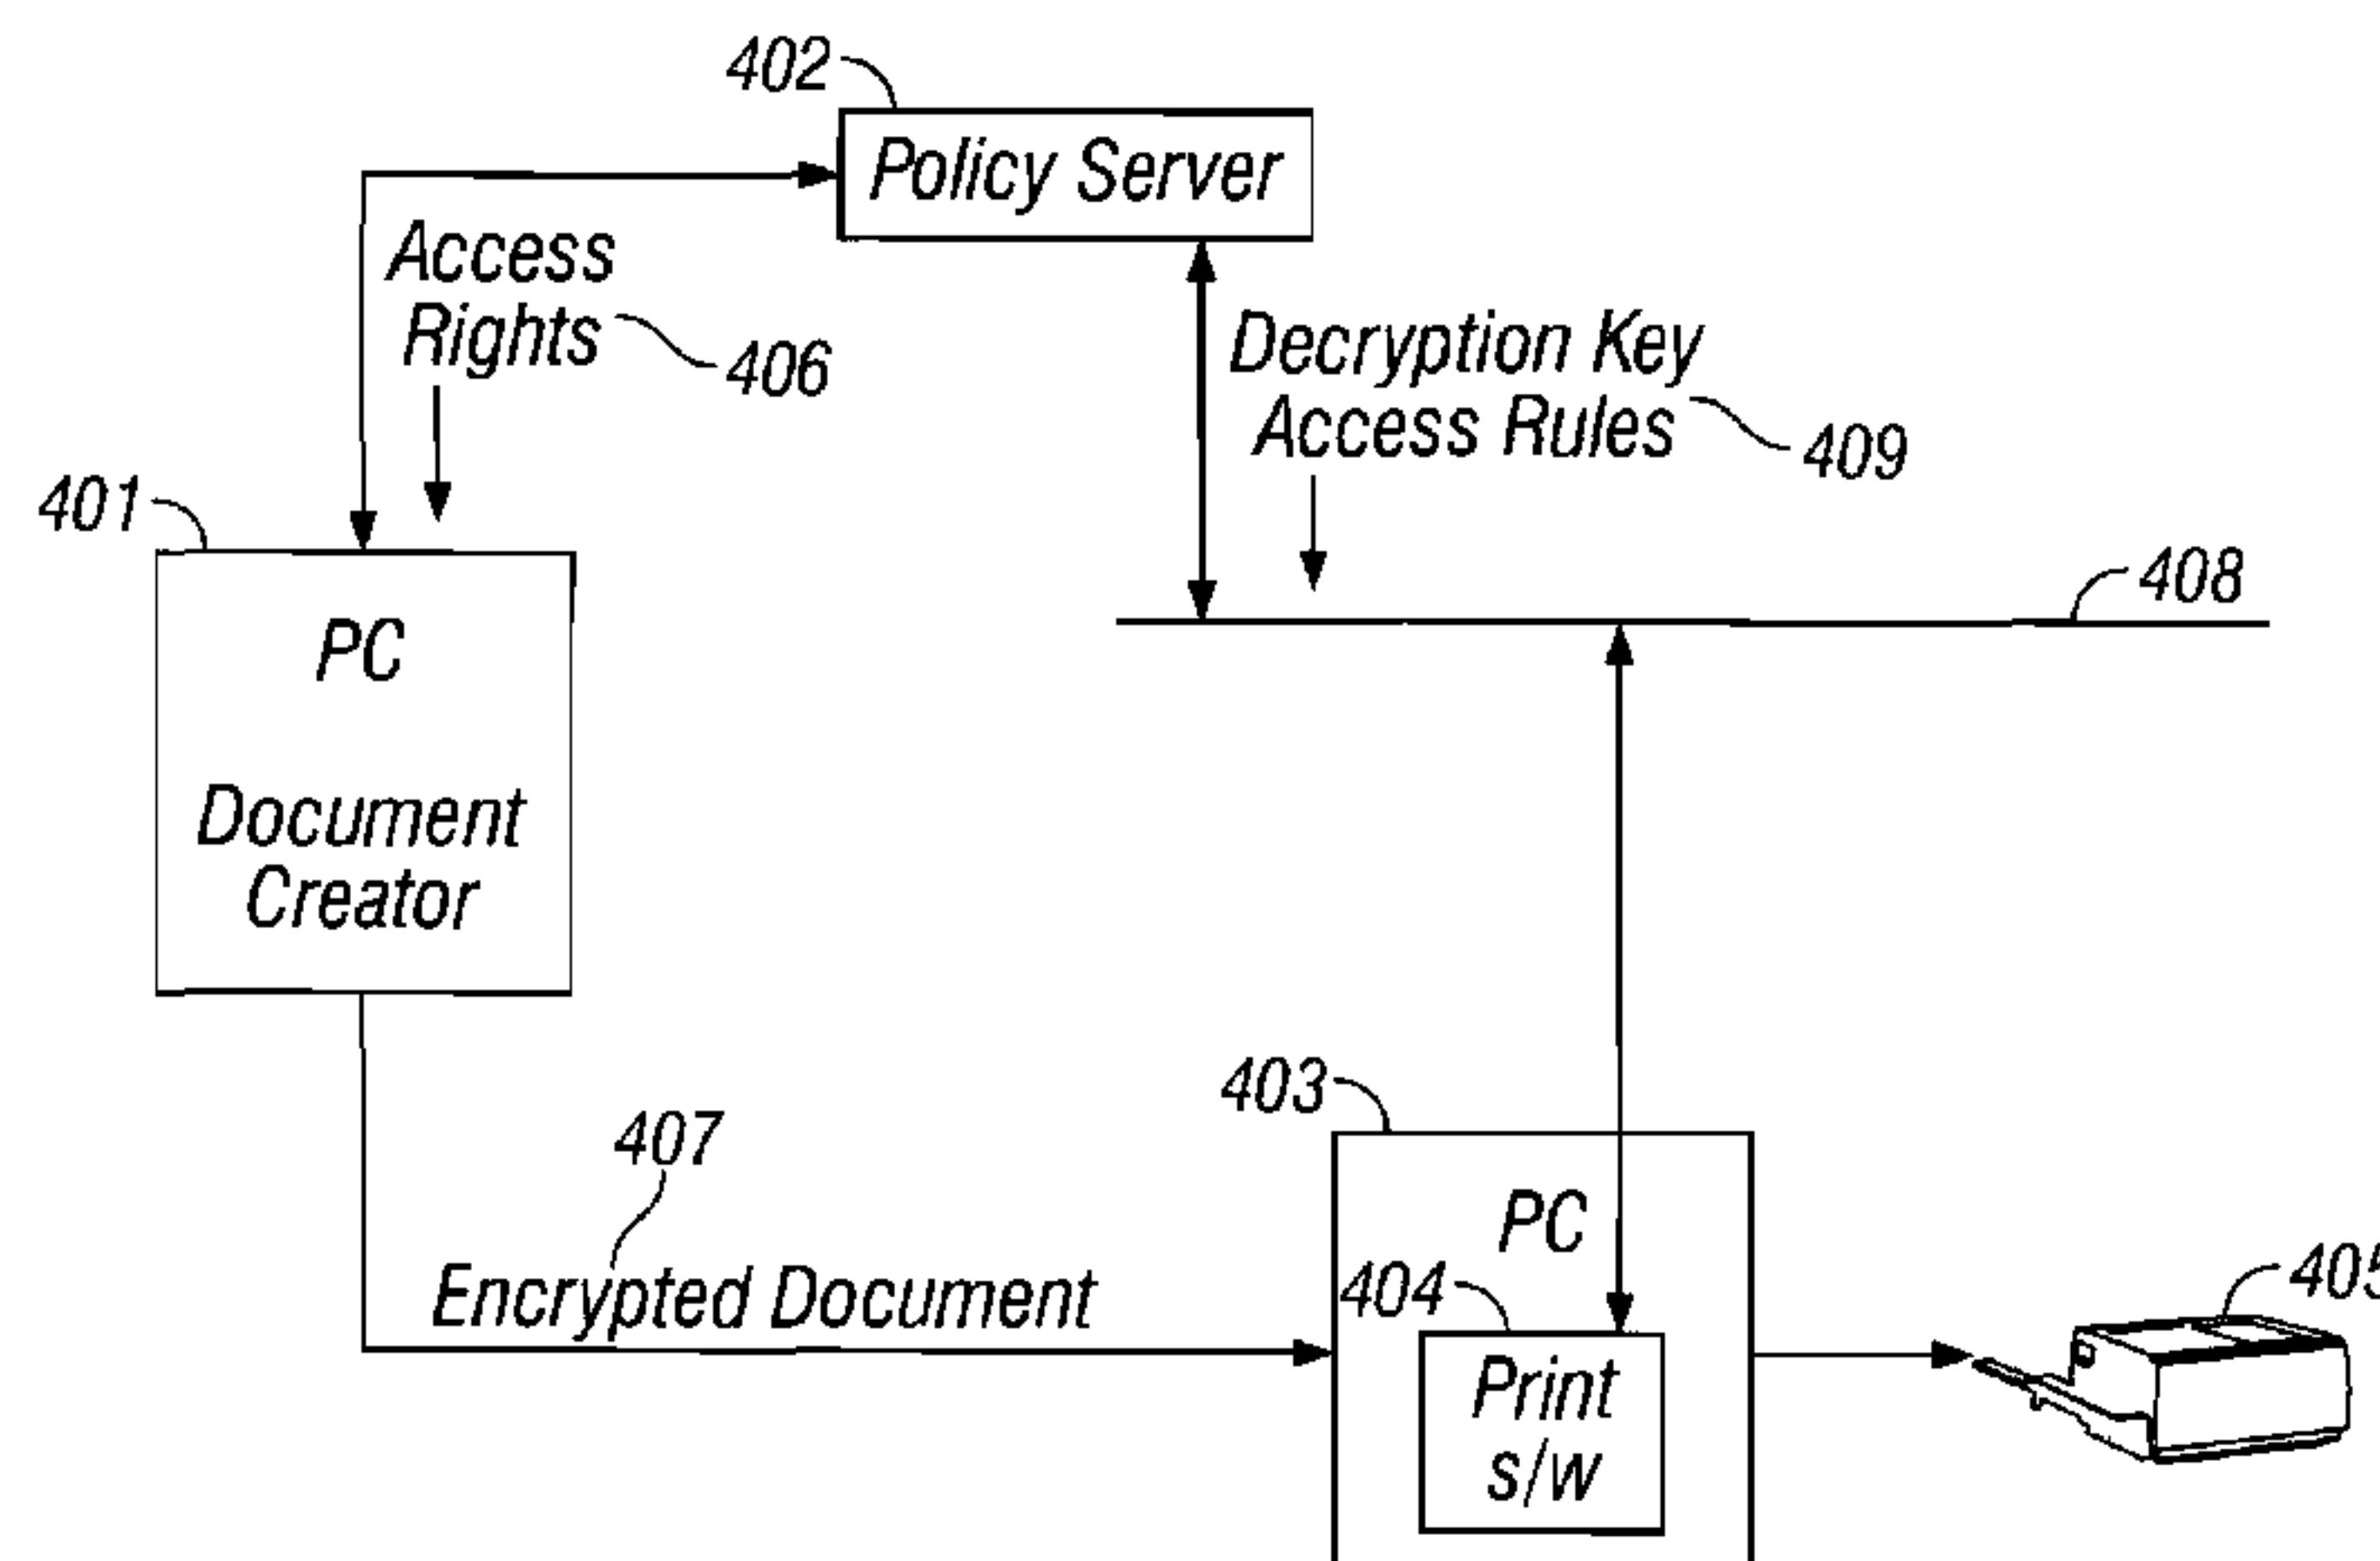 402
Policy Server
Access
Rights
406
Decryption Key
Access Rules
409
401
408
PC
Document
Creator
403
407
PC
404
Encrypted Document
405
Print
s/w